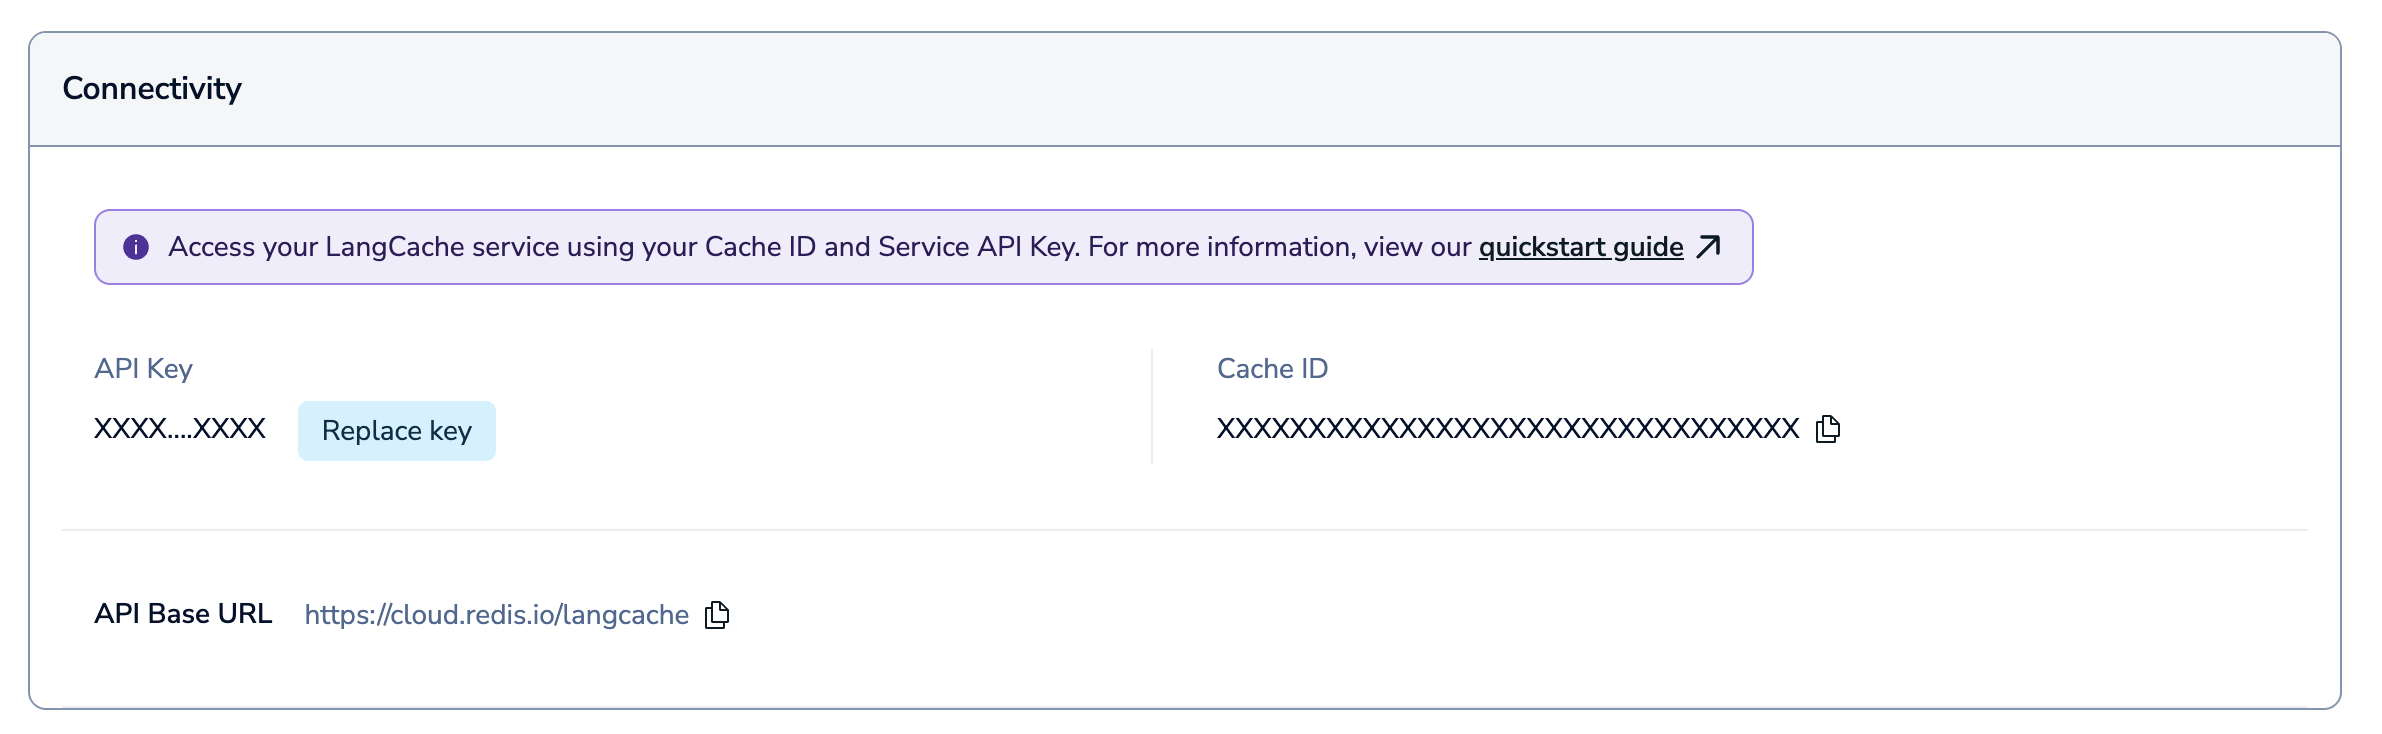 Connectivity
Access your LangCache service using your Cache ID and Service API Key. For more information, view our quickstart guide
API Key
XXXX....XXXX
Replace key
Cache ID
XXXXXXXXXXXXXXXXXXXXXXXXXXXXXXXX
API Base URL https://cloud.redis.io/langcache